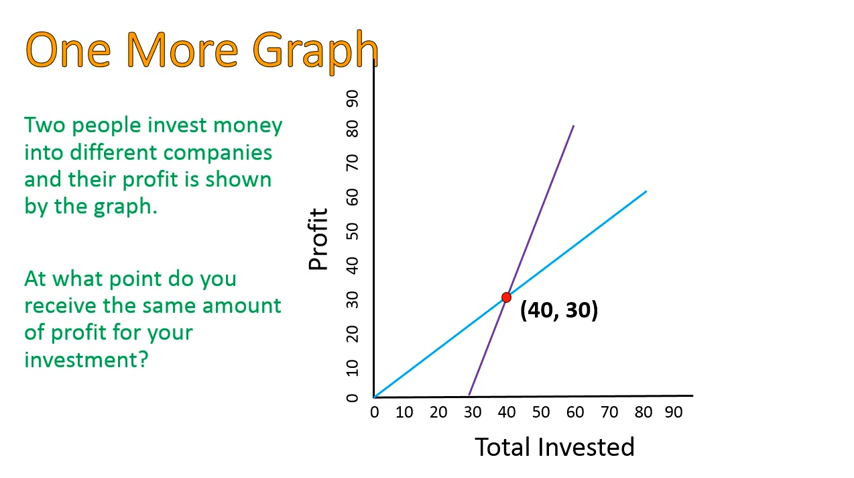 One More Graph
Two people invest money
into different companies
and their profit is shown
by the graph.
At what point do you
receive the same amount
of profit for your
investment?
Profit
90
80
70
60
50
40
30
20
10
0
(40, 30)
0 10 20 30 40 50 60 70 80 90
Total Invested